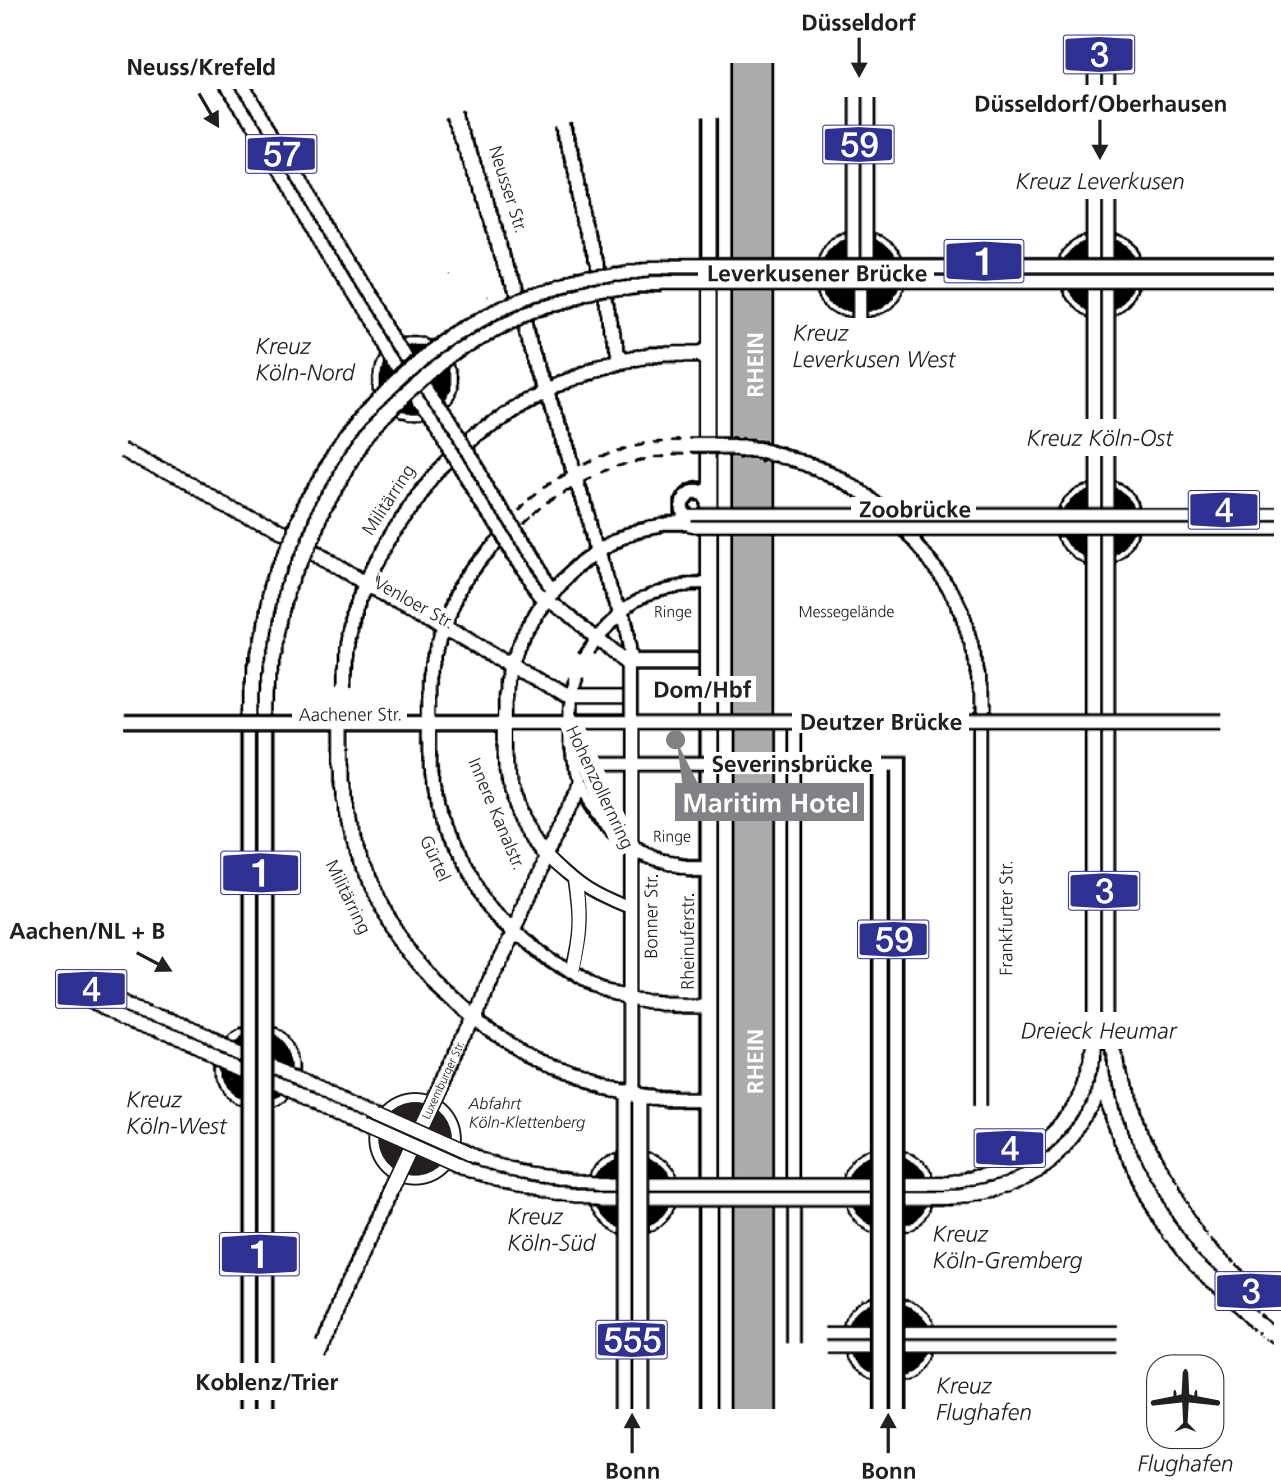 Düsseldorf
3
Neuss/Krefeld
Düsseldorf/Oberhausen
57
59
Neusser Str.
Kreuz Leverkusen
Leverkusener Brücke
1
Kreuz
Köln-Nord
Kreuz
Leverkusen West
RHEIN
Kreuz Köln-Ost
Militärring
Zoobrücke
4
Venloer Str.
Ringe
Messegelände
Dom/Hbf
Aachener Str.
Deutzer Brücke
Hohenzollernring
Severinsbrücke
Maritim Hotel
Innere Kanalstr.
Gürtel
Ringe
Militärring
1
3
Bonner Str.
Rheinuferstr.
Frankfurter Str.
Aachen/NL + B
59
4
Dreieck Heumar
RHEIN
Luxemburger Str.
Kreuz
Köln-West
Abfahrt
Köln-Klettenberg
4
Kreuz
Köln-Süd
Kreuz
Köln-Gremberg
1
3
555
Koblenz/Trier
Kreuz
Flughafen
Flughafen
Bonn
Bonn